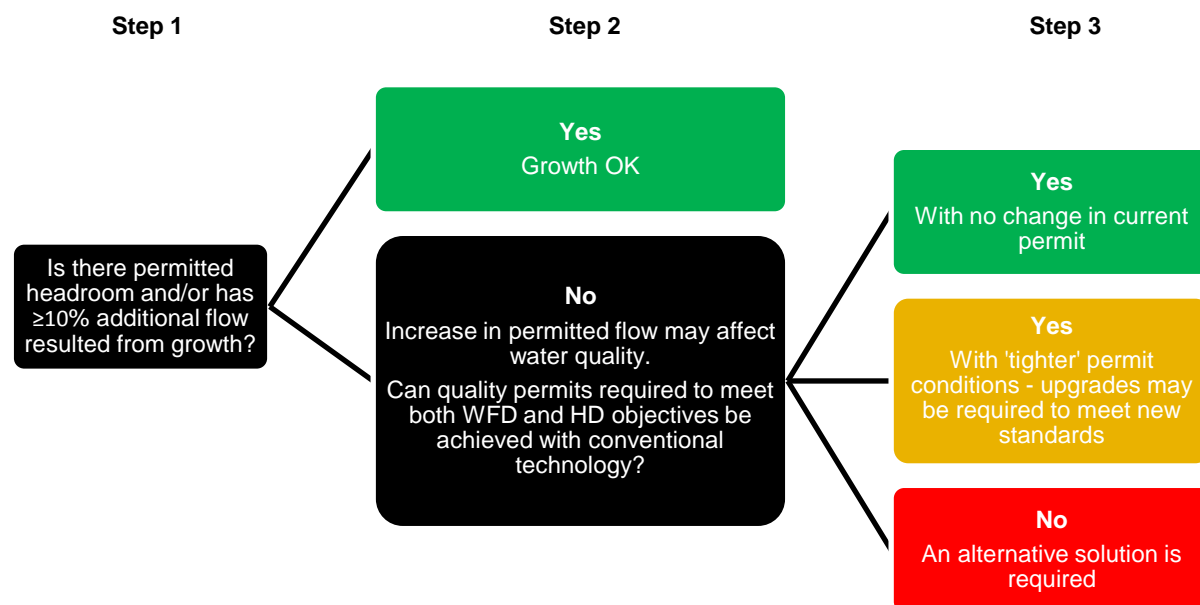 Step 1
Step 2
Step 3
Is there permitted
headroom and/or has
≥10% additional flow
resulted from growth?
Yes
Growth OK
No
Increase in permitted flow may affect
water quality.
Can quality permits required to meet
both WFD and HD objectives be
achieved with conventional
technology?
Yes
With no change in current
permit
Yes
With 'tighter' permit
conditions - upgrades may
be required to meet new
standards
No
An alternative solution is
required